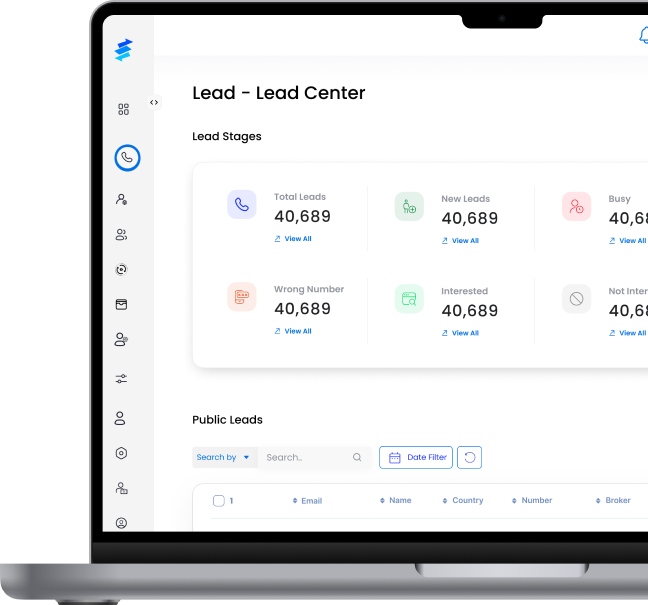 Lead - Lead Center
Lead Stages
Total Leads
40,689
View All
New Leads
40,689
View All
Busy
40,6
View All
Wrong Number
40,689
View All
Interested
40,689
View All
Not Inter
40,6
View All
Public Leads
Search by
Search..
Date Filter
1 Email Name Country Number Broker